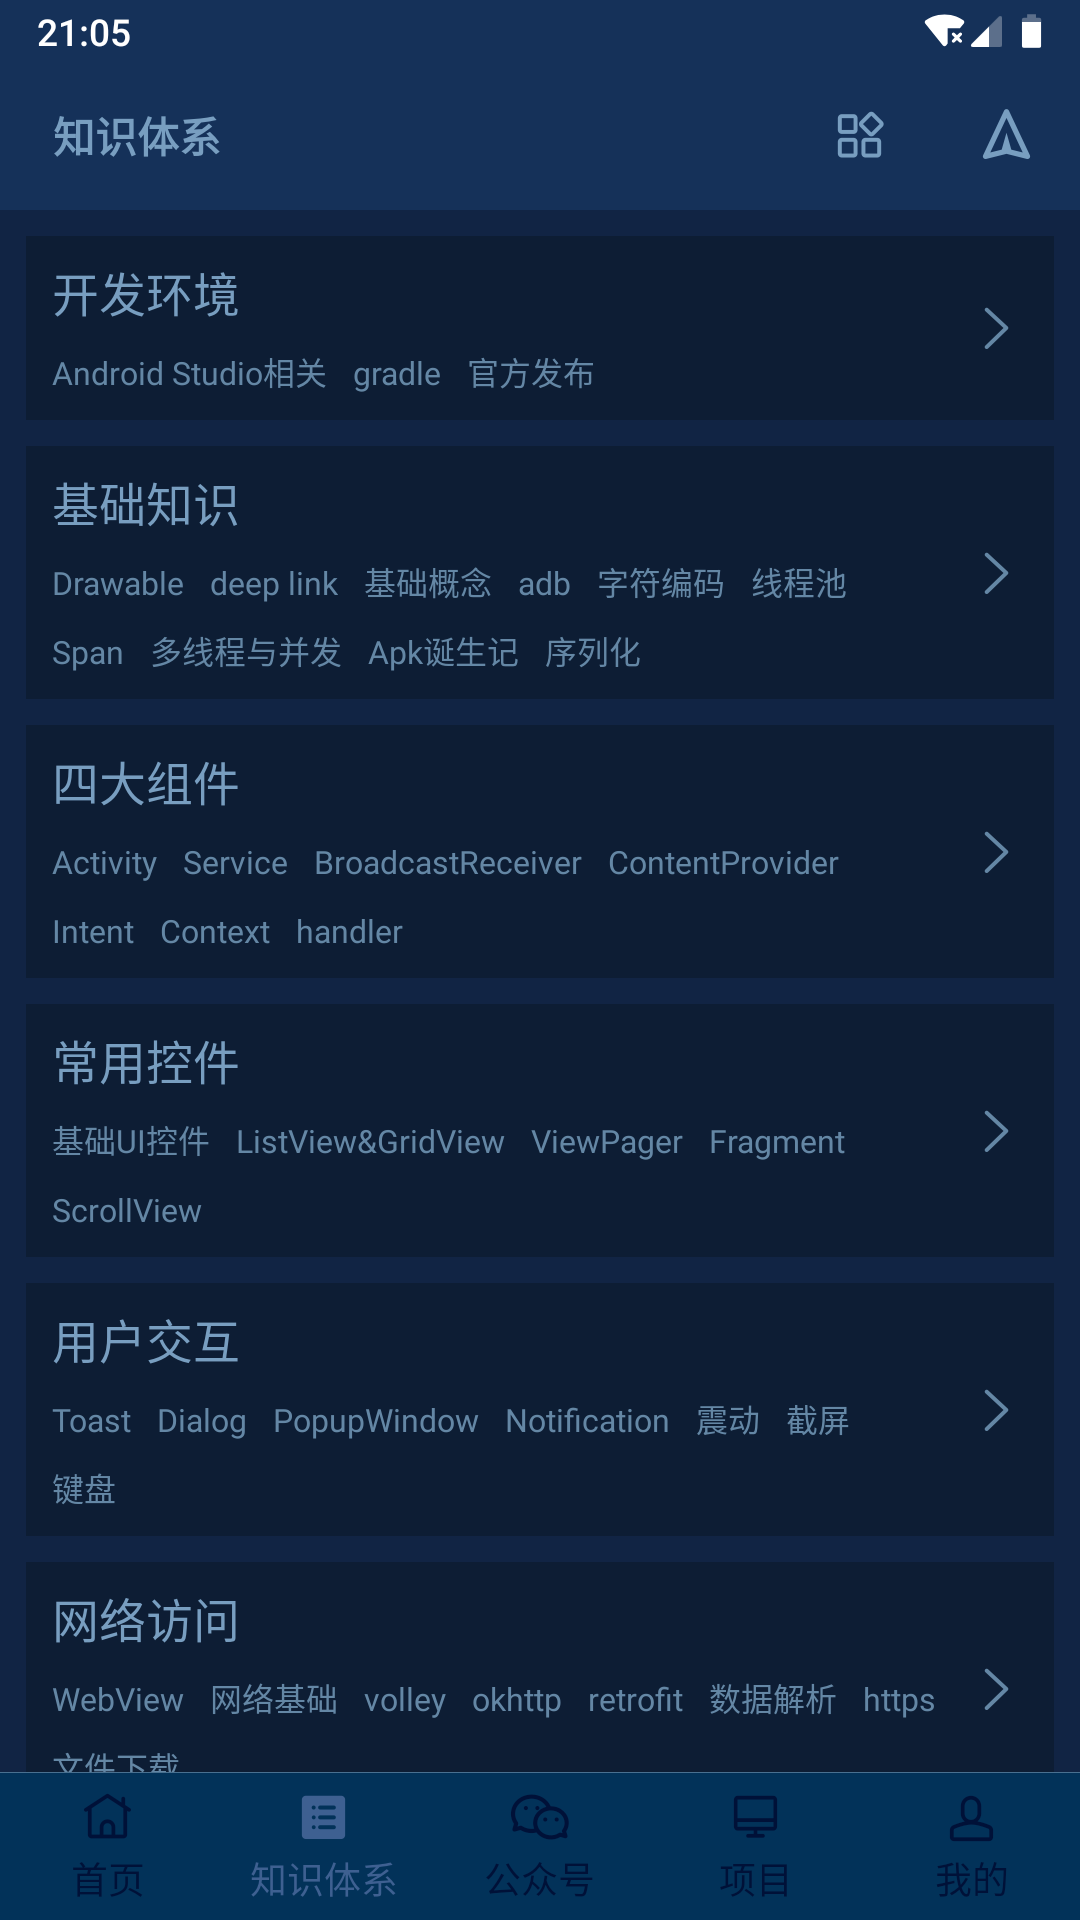 21:05
知识体系
开发环境
Android Studio相关 gradle 官方发布
基础知识
Drawable deep link 基础概念 adb 字符编码 线程池
Span 多线程与并发 Apk诞生记 序列化
四大组件
Activity Service BroadcastReceiver ContentProvider
Intent Context handler
常用控件
基础UI控件 ListView&GridView ViewPager Fragment
ScrollView
用户交互
Toast Dialog PopupWindow Notification 震动 截屏
键盘
网络访问
WebView 网络基础 volley okhttp retrofit 数据解析 https
文件下载
首页 知识体系 公众号 项目 我的